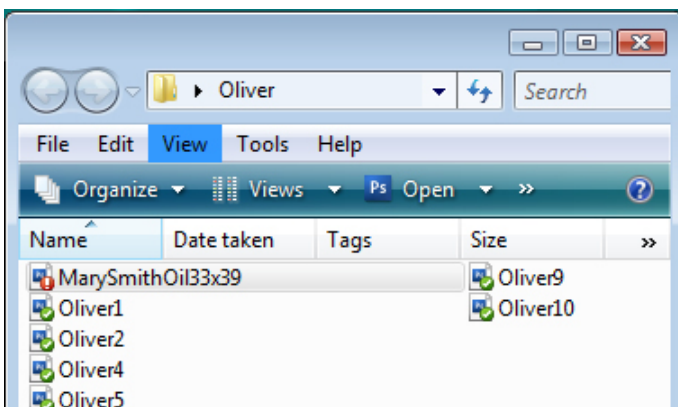 Oliver
Search
File Edit View Tools Help
Organize Views Ps Open »
Name Date taken Tags Size »
MarySmithOil33x39 Oliver9
Oliver1 Oliver10
Oliver2
Oliver4
Oliver5